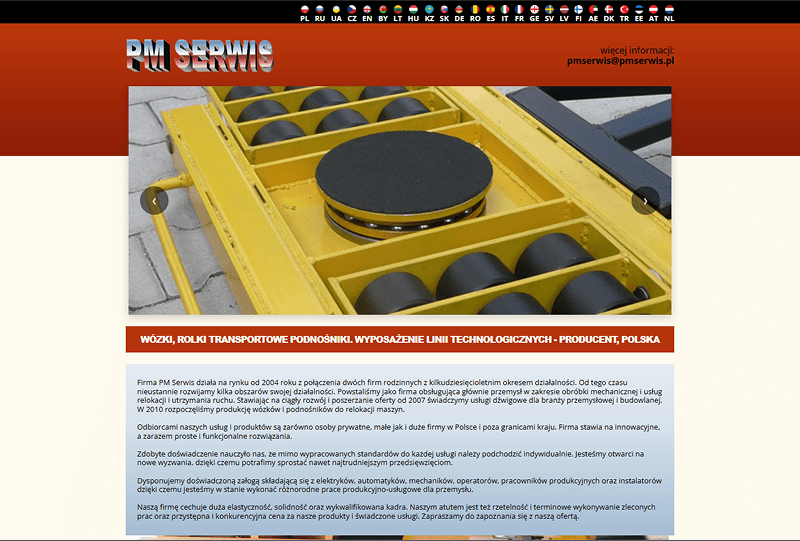 PL RU UA CZ EN BY LT HU KZ SK DE RO ES IT FR GE SV LV FI AE DK TR EE AT NL
PM SERWIS
więcej informacji:
pmserwis@pmserwis.pl
WÓZKI, ROLKI TRANSPORTOWE PODNOŚNIKI. WYPOSAŻENIE LINII TECHNOLOGICZNYCH - PRODUCENT, POLSKA
Firma PM Serwis działa na rynku od 2004 roku z połączenia dwóch firm rodzinnych z kilkudziesięcioletnim okresem działalności. Od tego czasu
nieustannie rozwijamy kilka obszarów swojej działalności. Powstaliśmy jako firma obsługująca głównie przemysł w zakresie obróbki mechanicznej i usług
relokacji i utrzymania ruchu. Stawiając na ciągły rozwój i poszerzanie oferty od 2007 świadczymy usługi dźwigowe dla branży przemysłowej i budowlanej.
W 2010 rozpoczęliśmy produkcję wózków i podnośników do relokacji maszyn.
Odbiorcami naszych usług i produktów są zarówno osoby prywatne, małe jak i duże firmy w Polsce i poza granicami kraju. Firma stawia na innowacyjne,
a zarazem proste i funkcjonalne rozwiązania.
Zdobyte doświadczenie nauczyło nas, że mimo wypracowanych standardów do każdej usługi należy podchodzić indywidualnie. Jesteśmy otwarci na
nowe wyzwania, dzięki czemu potrafimy sprostać nawet najtrudniejszym przedsięwzięciom.
Dysponujemy doświadczoną załogą składającą się z elektryków, automatyków, mechaników, operatorów, pracowników produkcyjnych oraz instalatorów
dzięki czemu jesteśmy w stanie wykonać różnorodne prace produkcyjno-usługowe dla przemysłu.
Naszą firmę cechuje duża elastyczność, solidność oraz wykwalifikowana kadra. Naszym atutem jest też rzetelność i terminowe wykonywanie zleconych
prac oraz przystępna i konkurencyjna cena za nasze produkty i świadczone usługi. Zapraszamy do zapoznania się z naszą ofertą.